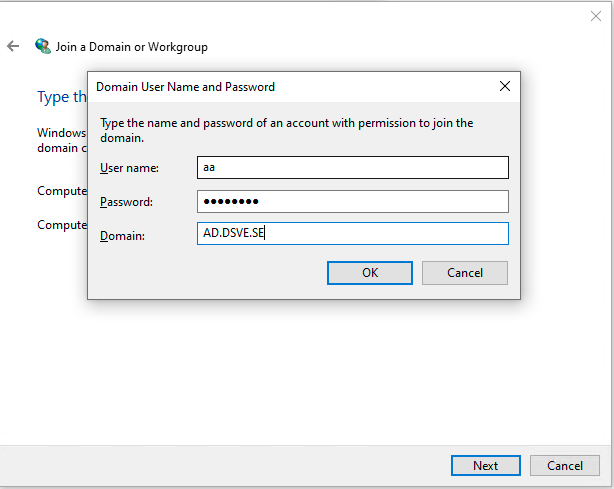 Join a Domain or Workgroup
Domain User Name and Password
Type th
Type the name and password of an account with permission to join the
domain.
Windows
domain c
User name:
aa
Compute
Password:
●●●●●●●●
Compute
Domain:
AD.DSVE.SE
OK
Cancel
Next
Cancel